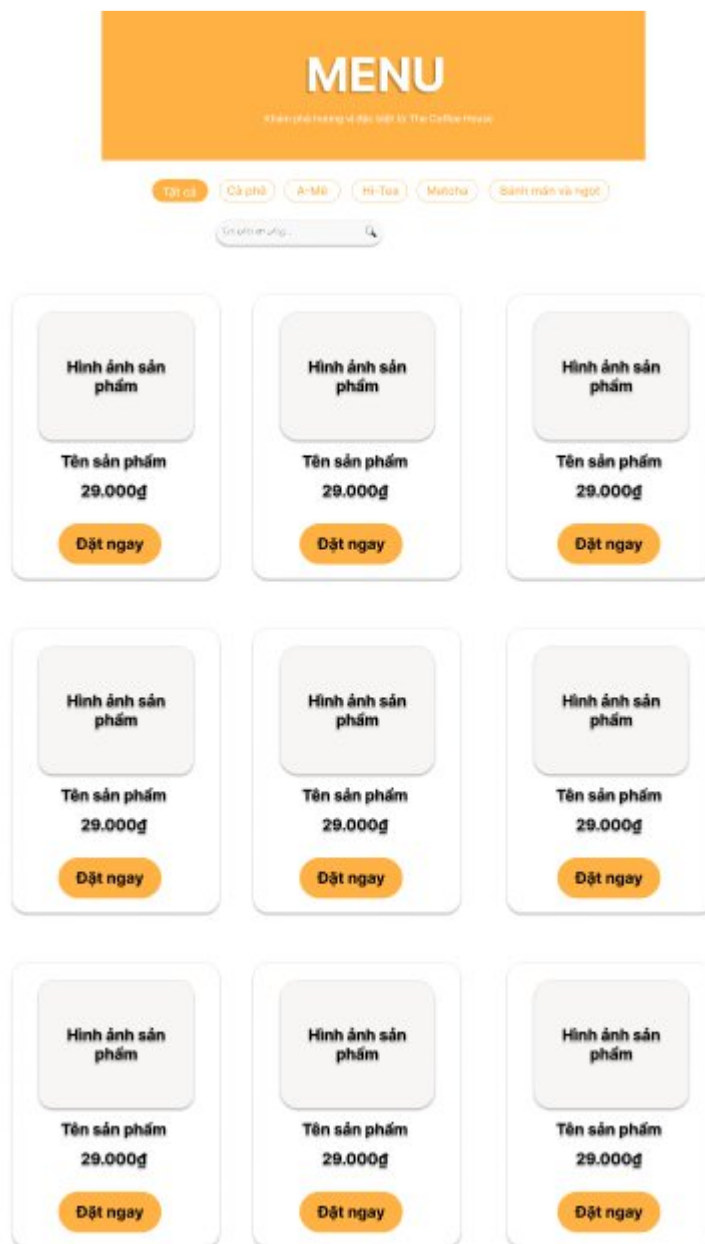 MENU
Khám phá hương vị đặc biệt từ The Coffee House
Tất cả Cà phê A-Mê Hi-Tea Matcha Bánh mặn và ngọt
Hình ảnh sản Hình ảnh sản Hình ảnh sản
phẩm phẩm phẩm
Tên sản phẩm Tên sản phẩm Tên sản phẩm
29.000₫ 29.000₫ 29.000₫
Đặt ngay Đặt ngay Đặt ngay
Hình ảnh sản Hình ảnh sản Hình ảnh sản
phẩm phẩm phẩm
Tên sản phẩm Tên sản phẩm Tên sản phẩm
29.000₫ 29.000₫ 29.000₫
Đặt ngay Đặt ngay Đặt ngay
Hình ảnh sản Hình ảnh sản Hình ảnh sản
phẩm phẩm phẩm
Tên sản phẩm Tên sản phẩm Tên sản phẩm
29.000₫ 29.000₫ 29.000₫
Đặt ngay Đặt ngay Đặt ngay